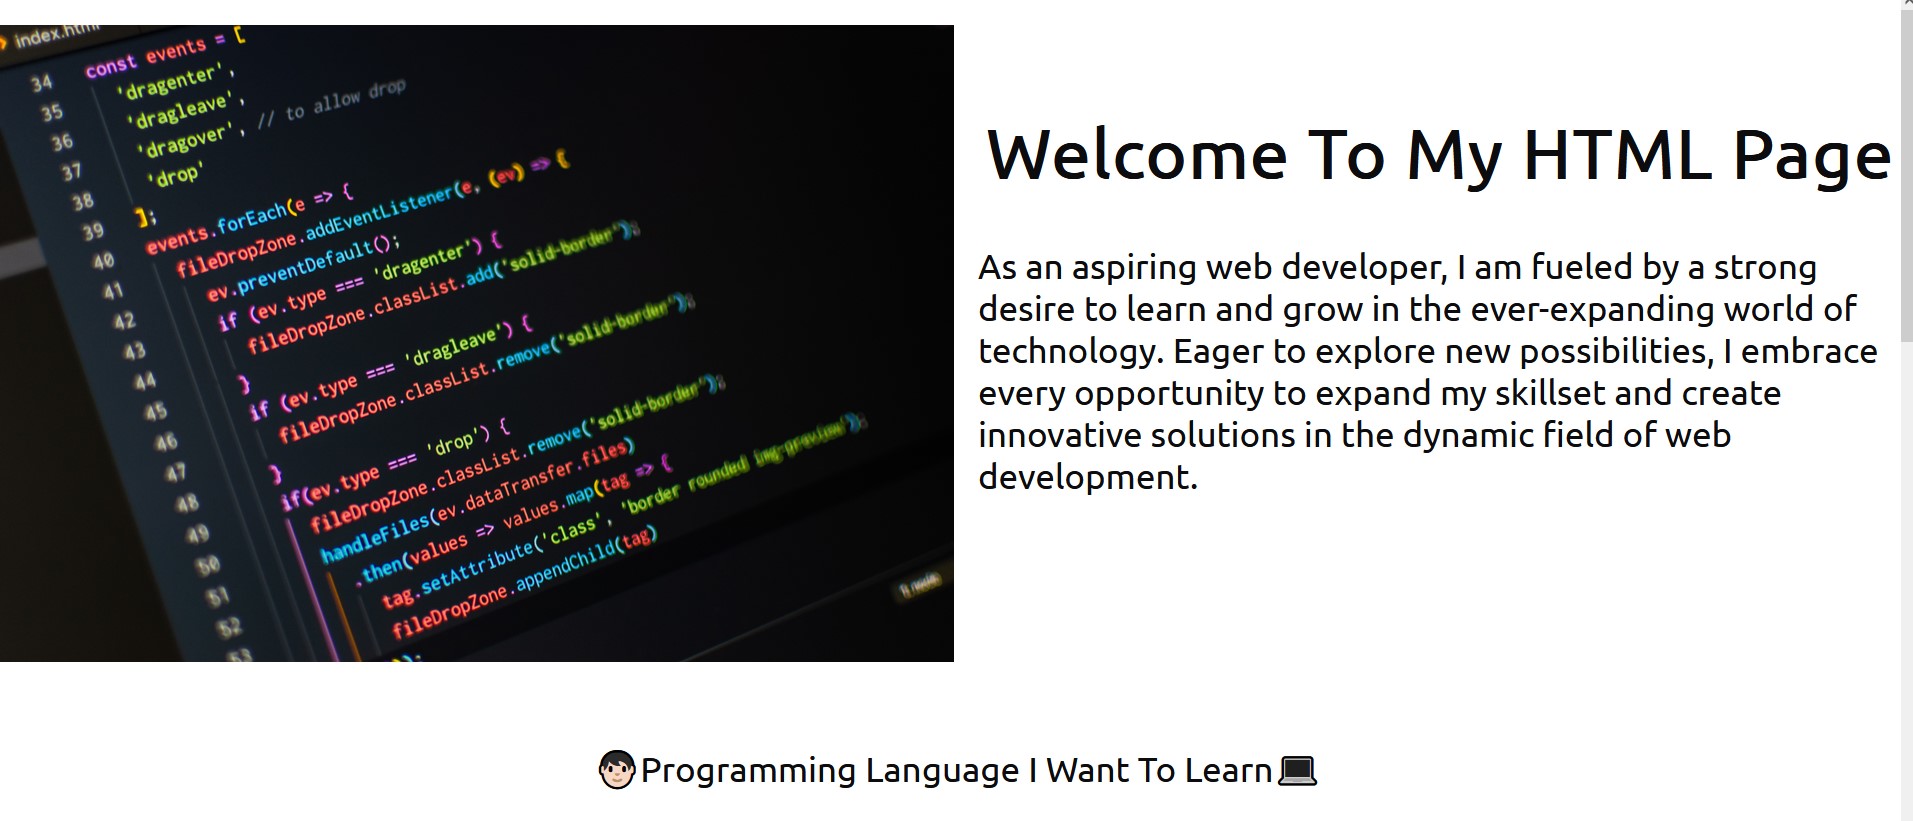 index.html
34 const events = [
35 'dragenter',
36 'dragleave',
37 'dragover', // to allow drop
38 'drop'
39 ];
40 events.forEach(e => {
41 fileDropZone.addEventListener(e, (ev) => {
42 ev.preventDefault();
43 if (ev.type === 'dragenter') {
44 fileDropZone.classList.add('solid-border');
45 }
46 if (ev.type === 'dragleave') {
47 fileDropZone.classList.remove('solid-border');
48 }
49 if(ev.type === 'drop') {
50 fileDropZone.classList.remove('solid-border');
51 handleFiles(ev.dataTransfer.files)
52 .then(values => values.map(tag => {
53 tag.setAttribute('class', 'border rounded img-preview');
fileDropZone.appendChild(tag)
});
Welcome To My HTML Page
As an aspiring web developer, I am fueled by a strong
desire to learn and grow in the ever-expanding world of
technology. Eager to explore new possibilities, I embrace
every opportunity to expand my skillset and create
innovative solutions in the dynamic field of web
development.
Programming Language I Want To Learn